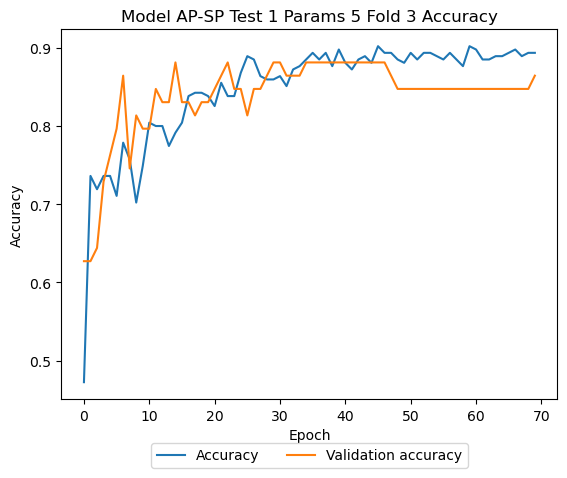 Model AP-SP Test 1 Params 5 Fold 3 Accuracy
Accuracy
0.9
0.8
0.7
0.6
0.5
0 10 20 30 40 50 60 70
Epoch
Accuracy Validation accuracy